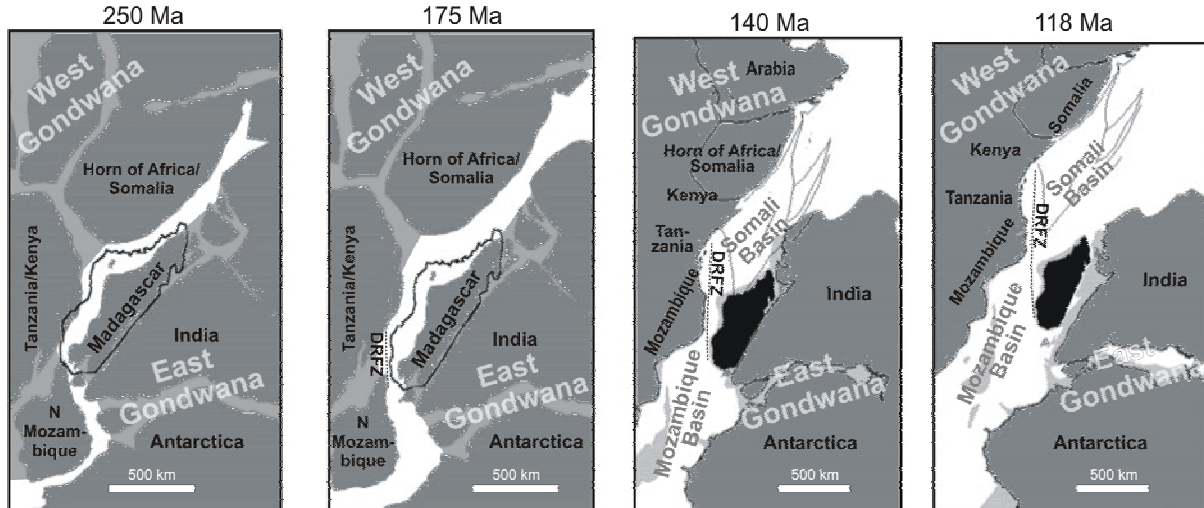 250 Ma
West
Gondwana
Horn of Africa/
Somalia
Tanzania/Kenya
Madagascar
India
East
Gondwana
N
Mozam-
bique
Antarctica
500 km
175 Ma
West
Gondwana
Horn of Africa/
Somalia
Tanzania/Kenya
DRFZ
Madagascar
India
East
Gondwana
N
Mozam-
bique
Antarctica
500 km
140 Ma
Arabia
West
Gondwana
Horn of Africa/
Somalia
Kenya
Tan-
zania
Somali
Basin
DRFZ
Mozambique
India
Mozambique
Basin
East
Gondwana
Antarctica
500 km
118 Ma
West
Gondwana
Somalia
Kenya
Somali
Basin
Tanzania
DRFZ
Mozambique
India
Mozambique
Basin
East
Gondwana
Antarctica
500 km